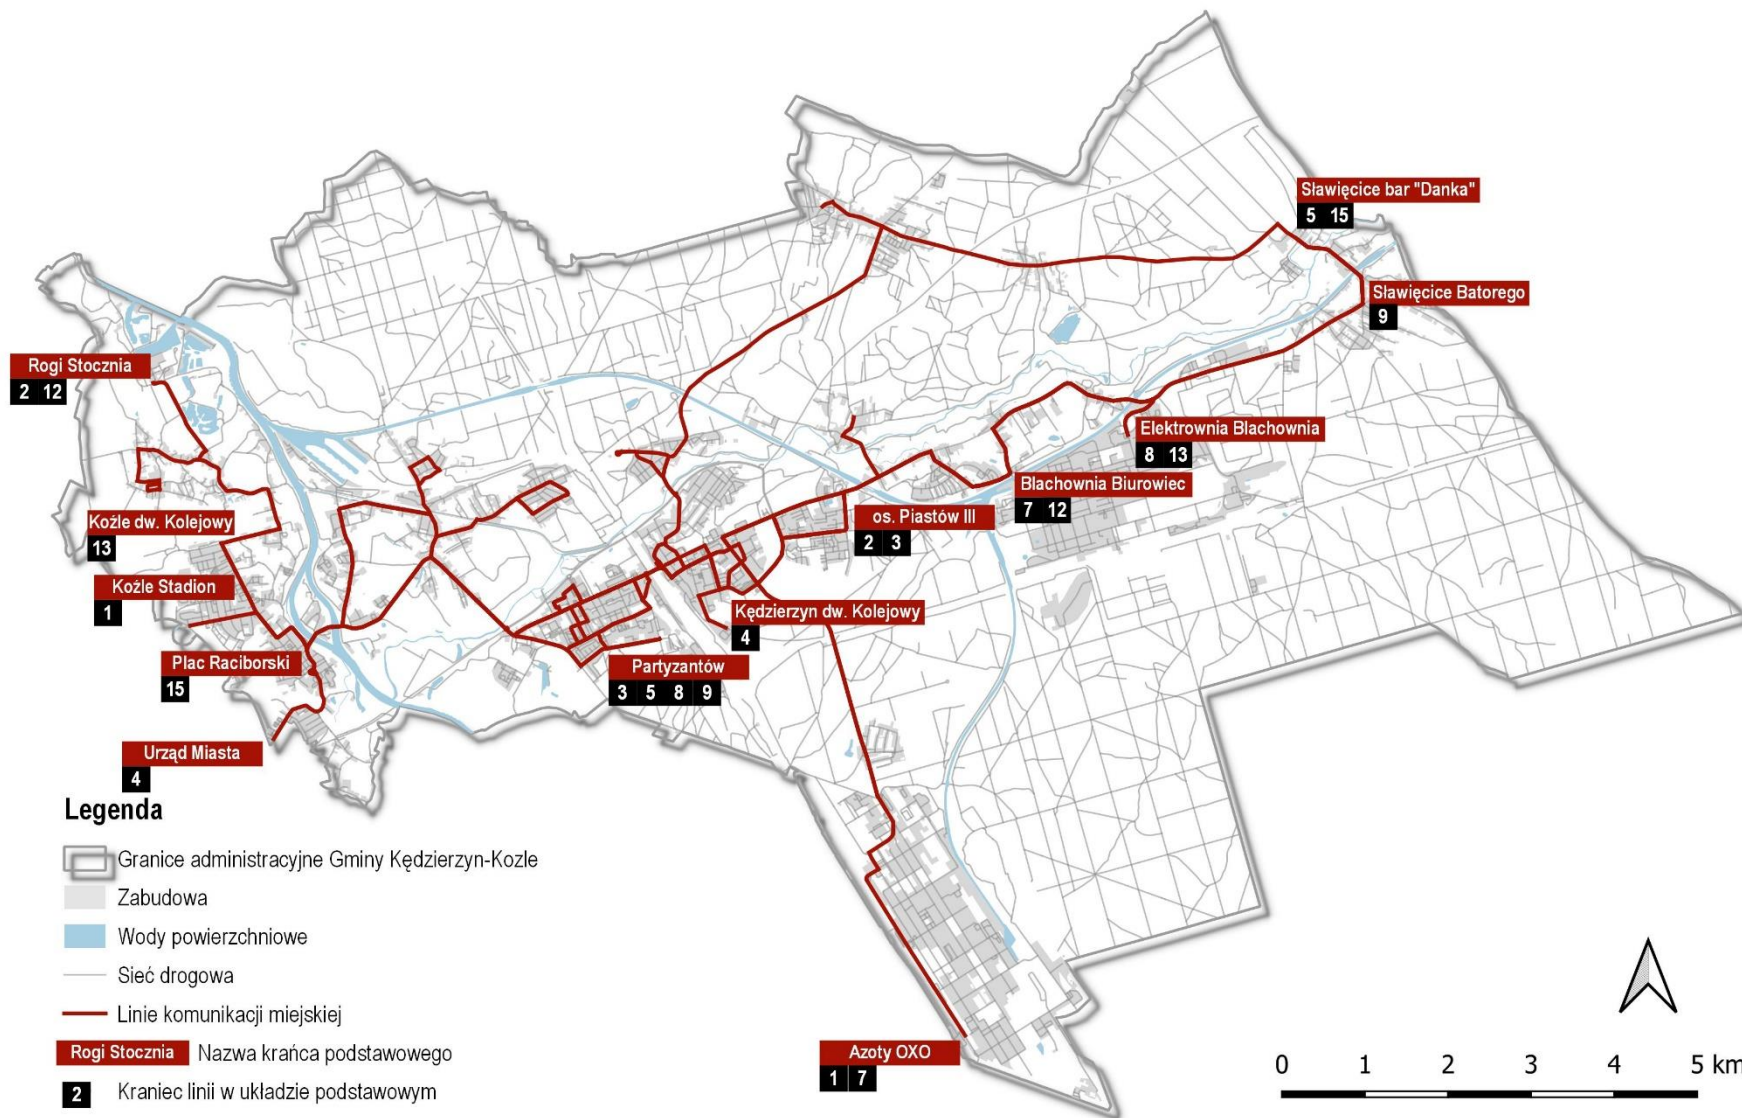 Sławięcice bar "Danka"
5 15
Sławięcice Batorego
9
Rogi Stocznia
2 12
Elektrownia Blachownia
8 13
Blachownia Biurowiec
7 12
os. Piastów III
2 3
Koźle dw. Kolejowy
13
Koźle Stadion
1
Kędzierzyn dw. Kolejowy
4
Plac Raciborski
15
Partyzantów
3 5 8 9
Urząd Miasta
4
Legenda
Granice administracyjne Gminy Kędzierzyn-Kozle
Zabudowa
Wody powierzchniowe
Sieć drogowa
Linie komunikacji miejskiej
Rogi Stocznia Nazwa krańca podstawowego
2 Kraniec linii w układzie podstawowym
Azoty OXO
1 7
0 1 2 3 4 5 km